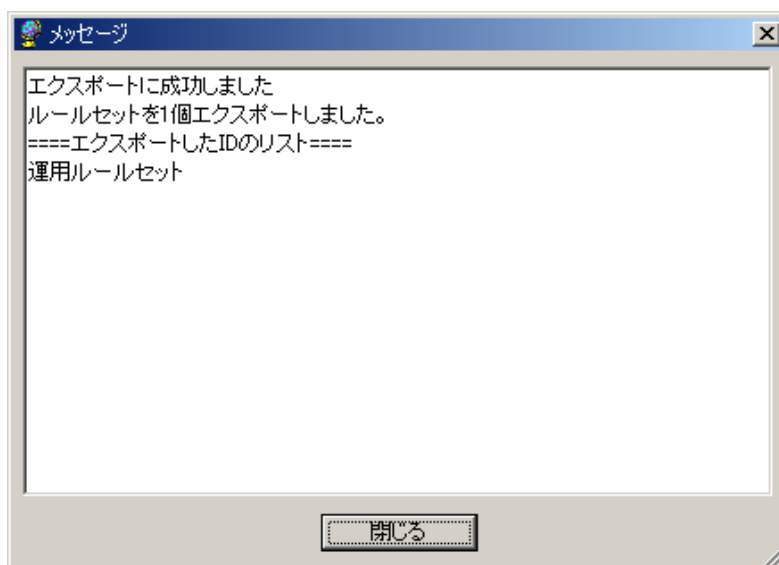 メッセージ
エクスポートに成功しました
ルールセットを1個エクスポートしました。
====エクスポートしたIDのリスト====
運用ルールセット
閉じる